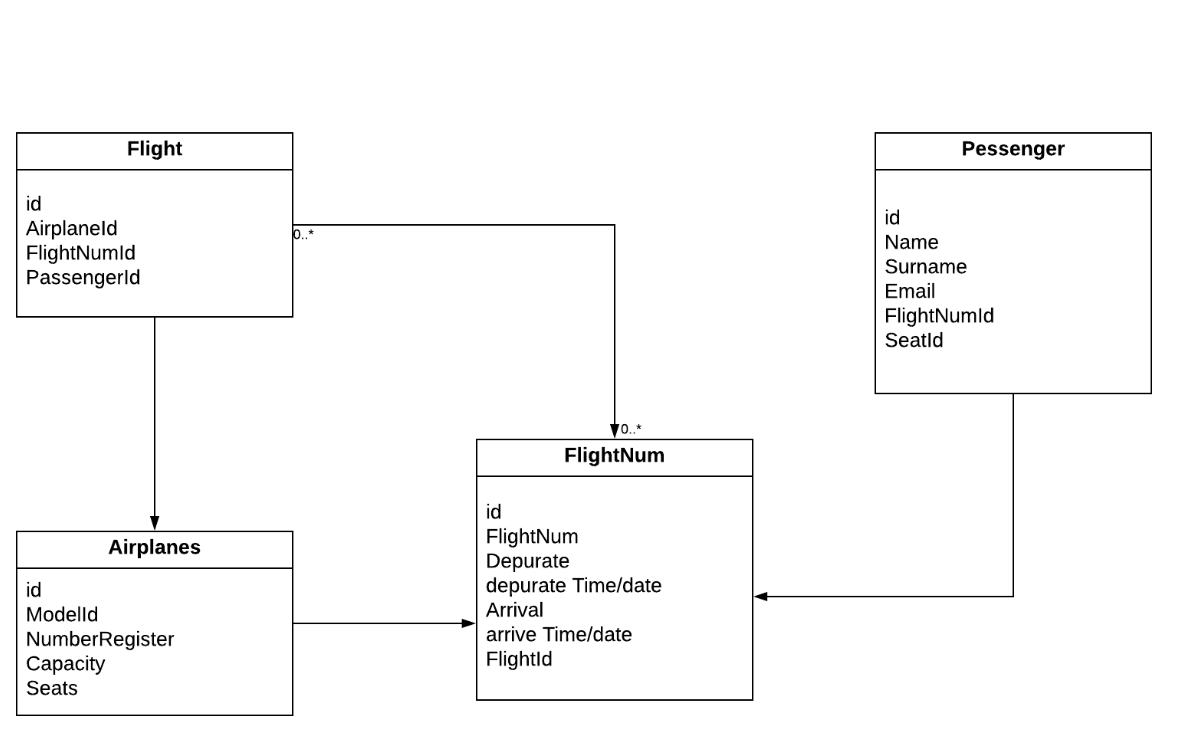 Flight
id
AirplaneId
FlightNumId
PassengerId
0..*
Pessenger
id
Name
Surname
Email
FlightNumId
SeatId
0..*
FlightNum
id
FlightNum
Depurate
depurate Time/date
Arrival
arrive Time/date
FlightId
Airplanes
id
ModelId
NumberRegister
Capacity
Seats